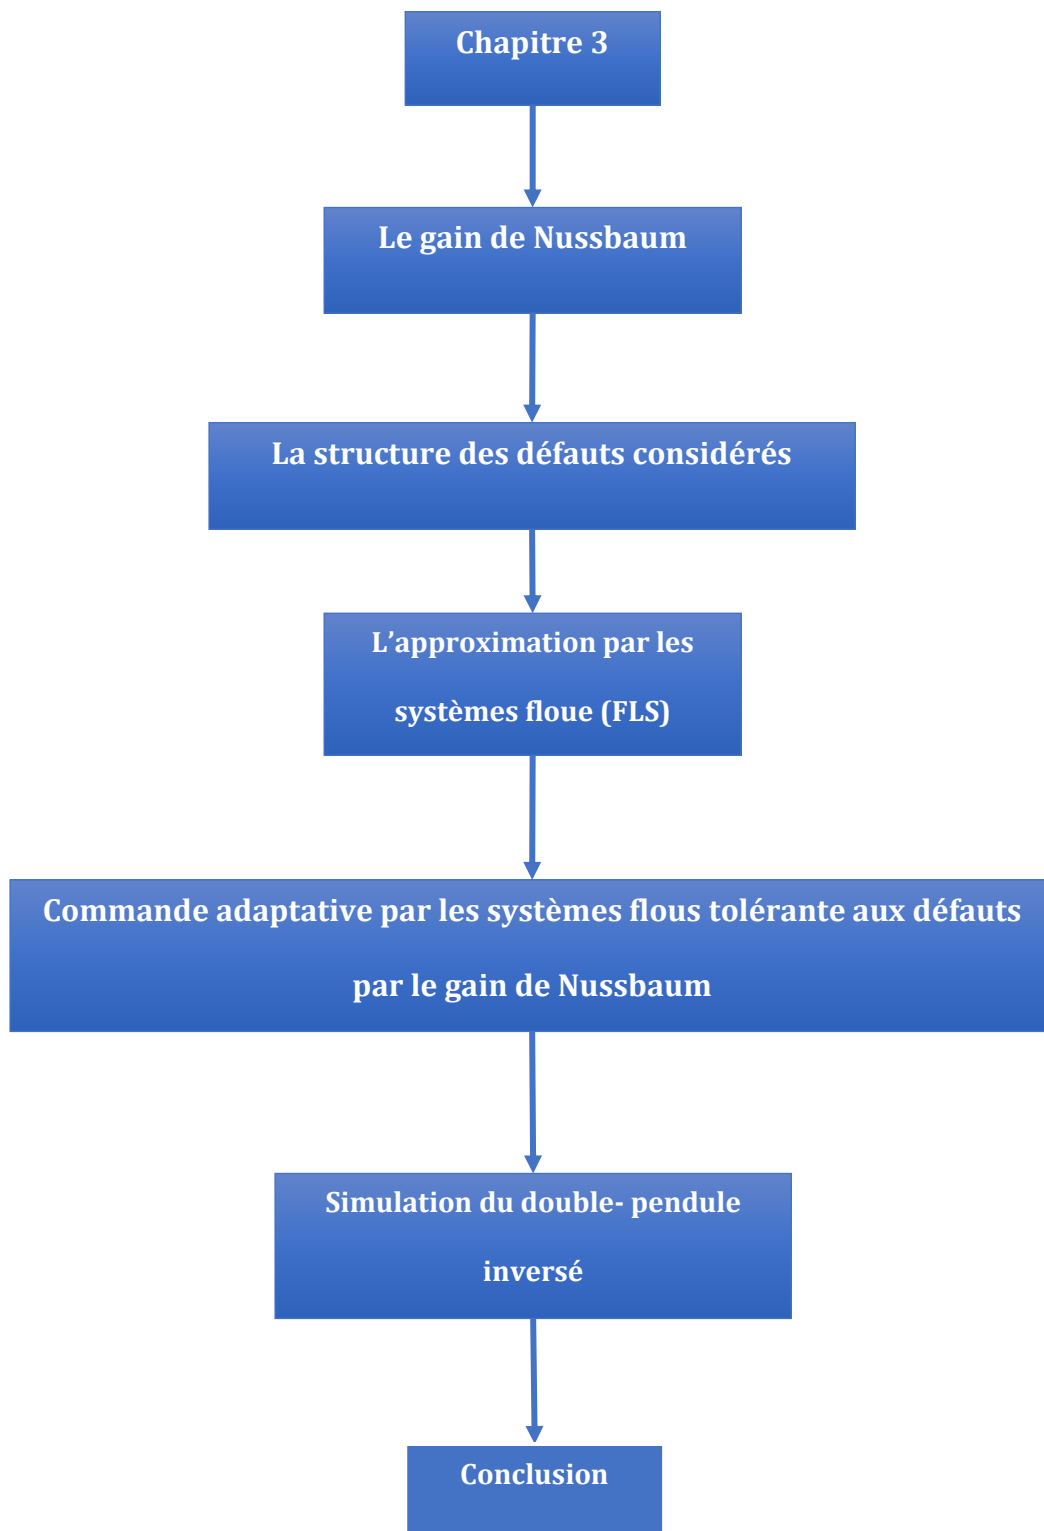 Chapitre 3
Le gain de Nussbaum
La structure des défauts considérés
L’approximation par les
systèmes floue (FLS)
Commande adaptative par les systèmes flous tolérante aux défauts
par le gain de Nussbaum
Simulation du double- pendule
inversé
Conclusion